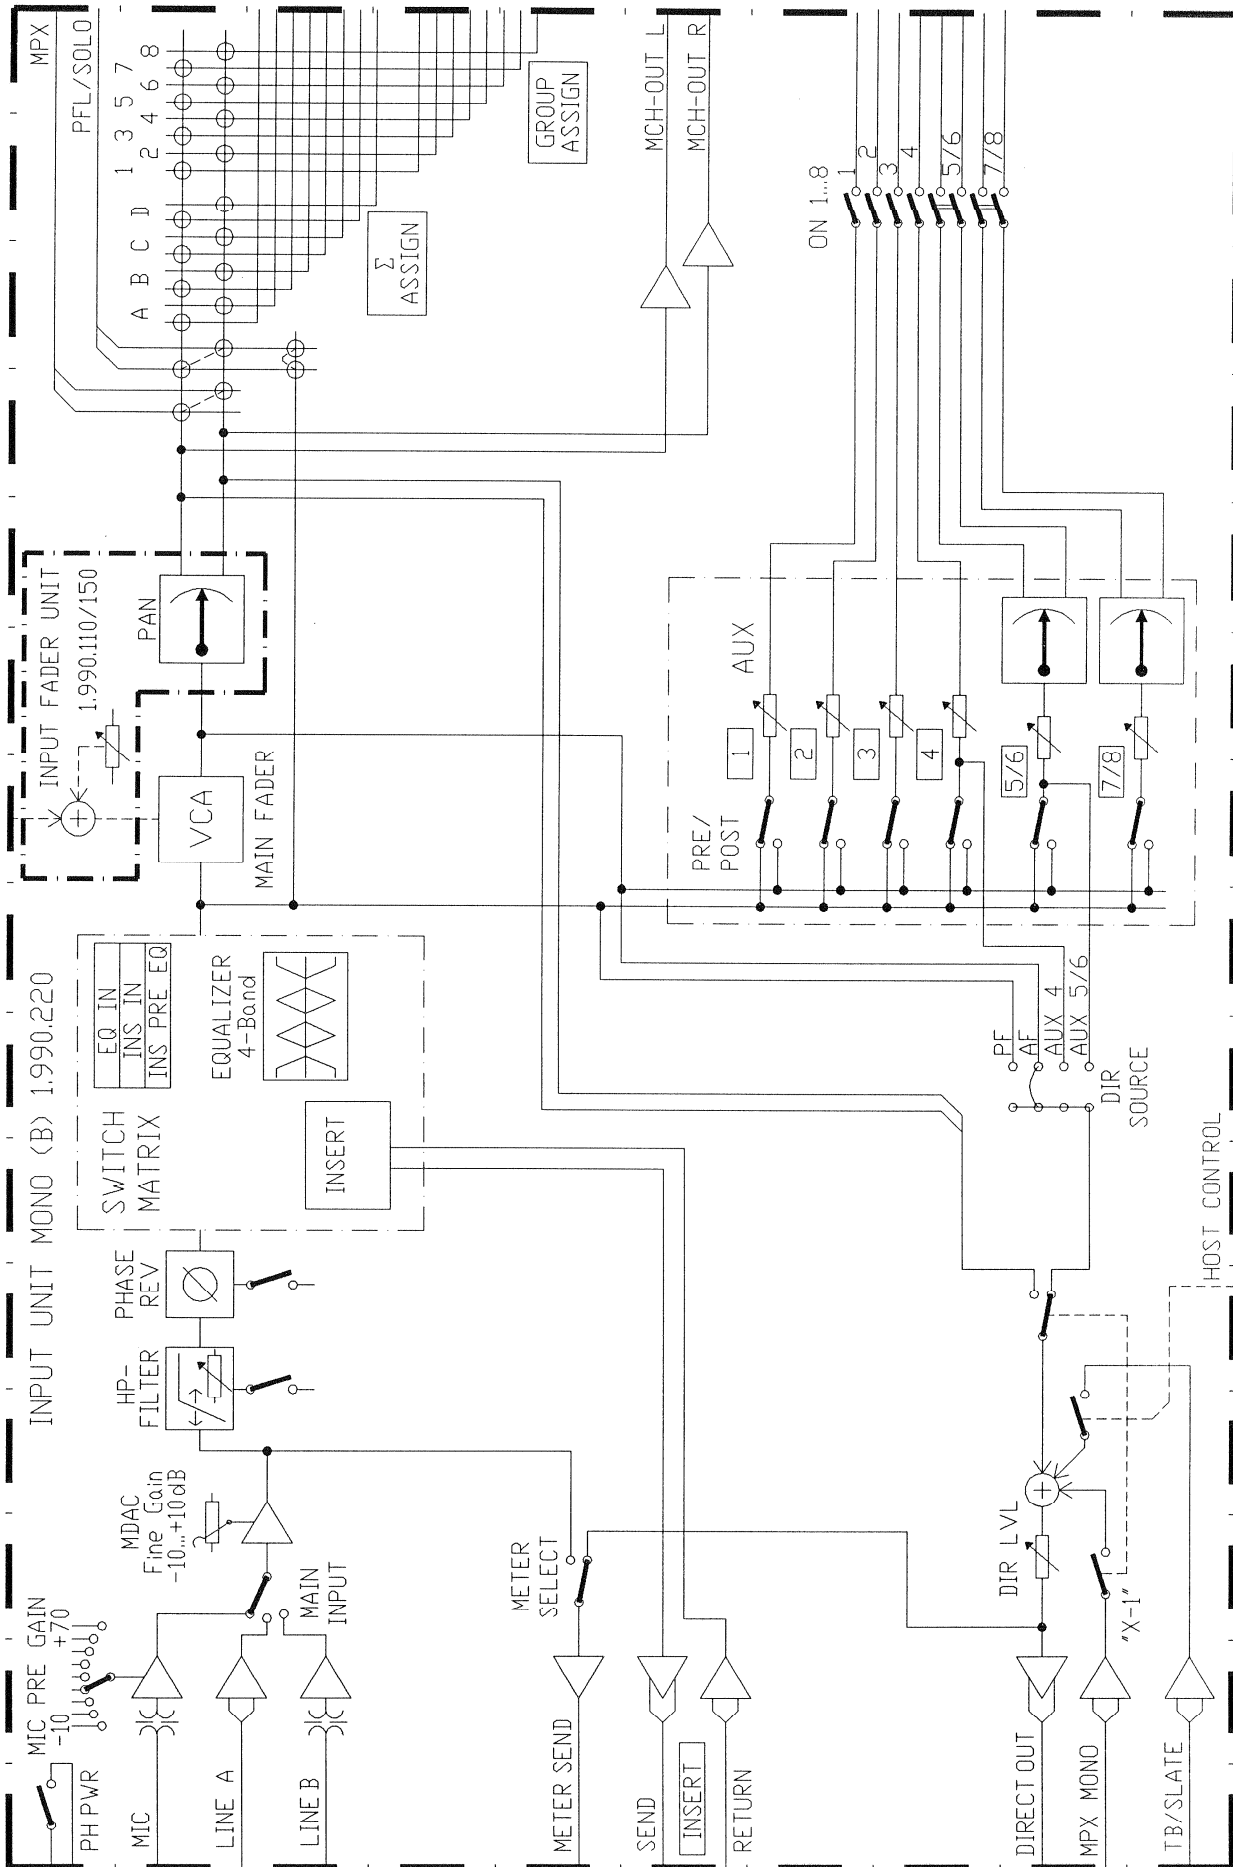 INPUT UNIT MONO (B) 1.990.220
PH PWR
MIC PRE GAIN
-10 +70
MIC
LINE A
LINE B
MAIN
INPUT
MDAC
Fine Gain
-10...+10dB
HP-
FILTER
PHASE
REV
SWITCH
MATRIX
EQ IN
INS IN
INS PRE EQ
EQUALIZER
4-Band
INSERT
INPUT FADER UNIT
1.990.110/150
VCA
MAIN FADER
PAN
MPX
PFL/SOLO
A B C D
1 3 5 7
2 4 6 8
Σ
ASSIGN
GROUP
ASSIGN
METER SEND
METER
SELECT
SEND
INSERT
RETURN
MCH-OUT L
MCH-OUT R
PRE/
POST
AUX
1
2
3
4
5/6
7/8
ON 1...8
1
2
3
4
5/6
7/8
DIRECT OUT
MPX MONO
TB/SLATE
DIR LVL
"X-1"
PF
AF
AUX 4
AUX 5/6
DIR
SOURCE
HOST CONTROL